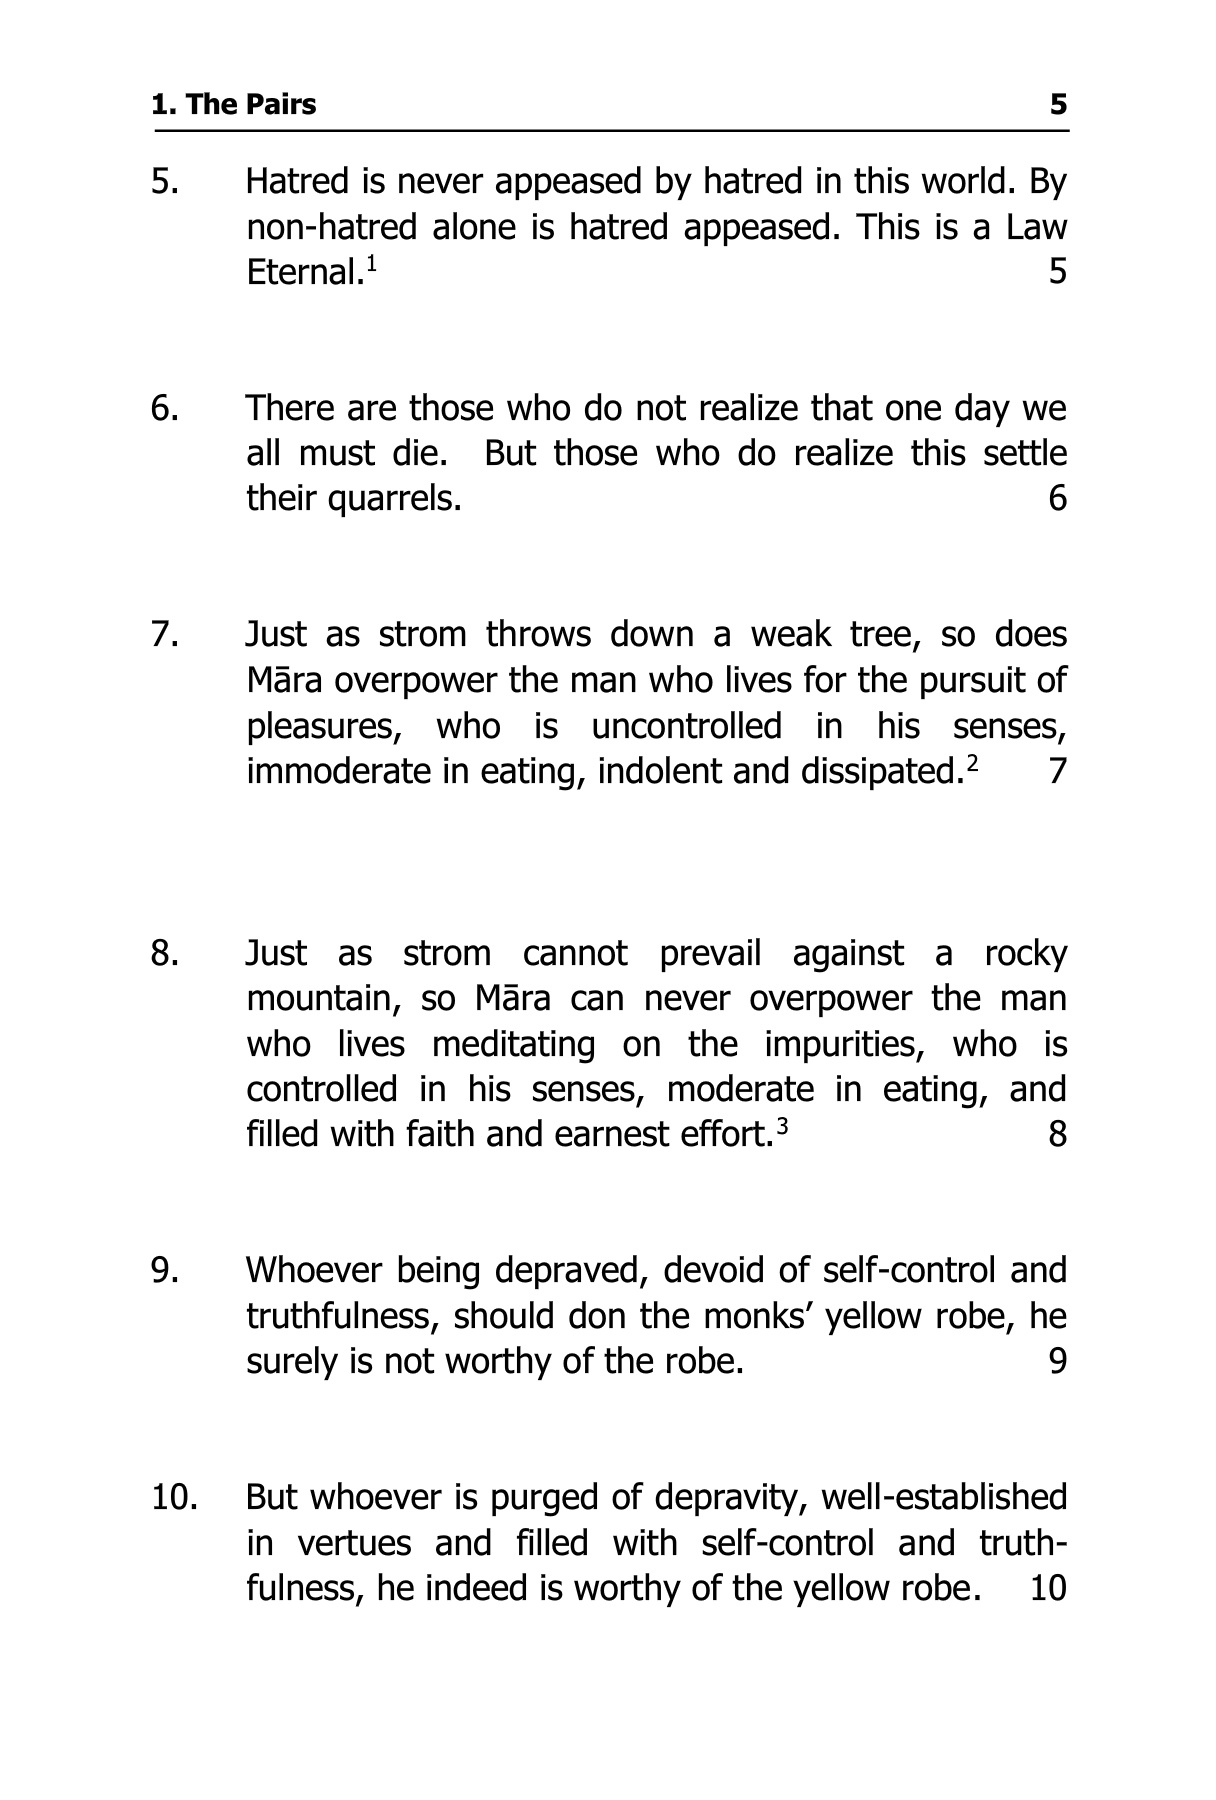 1. The Pairs 5
5. Hatred is never appeased by hatred in this world. By
non-hatred alone is hatred appeased. This is a Law
Eternal.¹ 5
6. There are those who do not realize that one day we
all must die. But those who do realize this settle
their quarrels. 6
7. Just as strom throws down a weak tree, so does
Māra overpower the man who lives for the pursuit of
pleasures, who is uncontrolled in his senses,
immoderate in eating, indolent and dissipated.² 7
8. Just as strom cannot prevail against a rocky
mountain, so Māra can never overpower the man
who lives meditating on the impurities, who is
controlled in his senses, moderate in eating, and
filled with faith and earnest effort.³ 8
9. Whoever being depraved, devoid of self-control and
truthfulness, should don the monks’ yellow robe, he
surely is not worthy of the robe. 9
10. But whoever is purged of depravity, well-established
in vertues and filled with self-control and truth-
fulness, he indeed is worthy of the yellow robe. 10